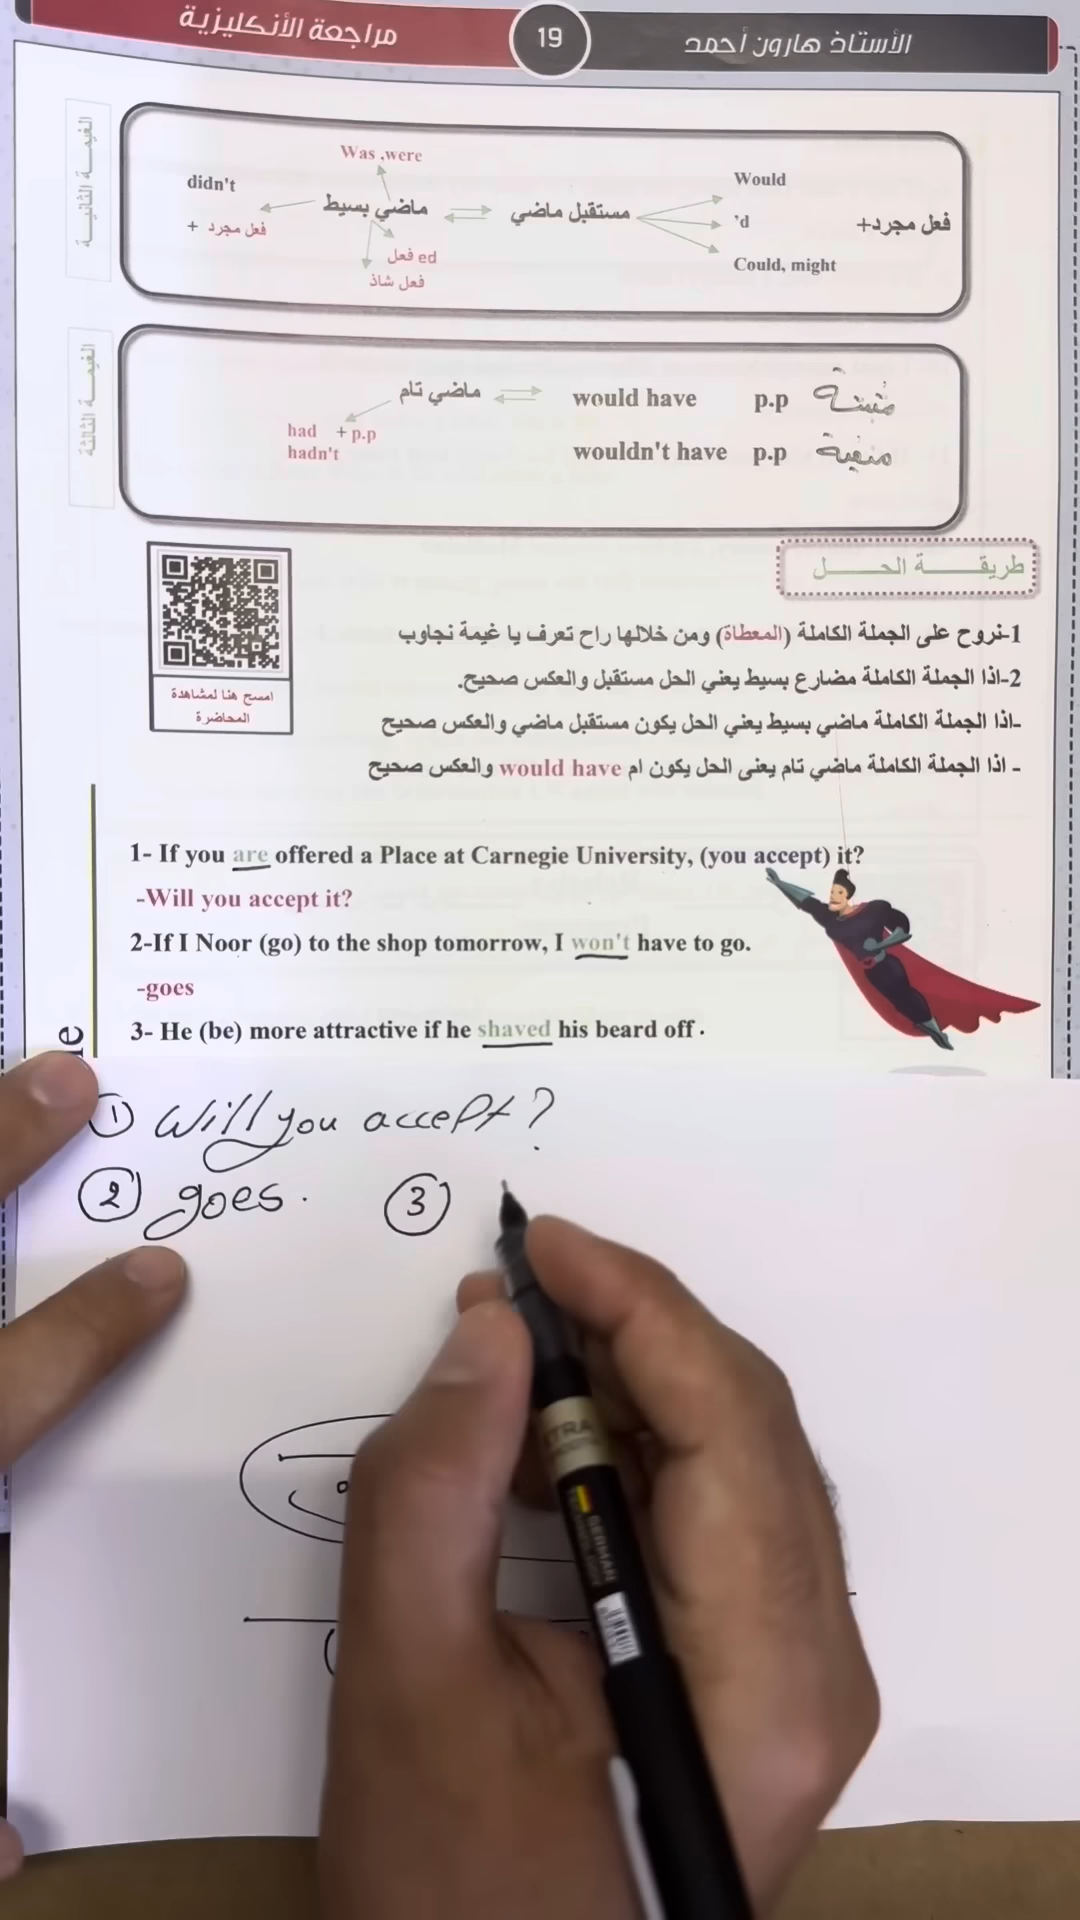 مراجعة الأنكليزية
19
الأستاذ هارون أحمد
الغيمة الثانية
Was ,were
didn't
Would
ماضي بسيط
مستقبل ماضي
'd
فعل مجرد+
فعل مجرد +
فعل ed
Could, might
فعل شاذ
الغيمة الثالثة
ماضي تام
would have p.p مثبتة
had + p.p
hadn't
wouldn't have p.p منفية
طريقة الحل
امسح هنا لمشاهدة
المحاضرة
1-نروح على الجملة الكاملة (المعطاة) ومن خلالها راح تعرف يا غيمة نجاوب
2-اذا الجملة الكاملة مضارع بسيط يعني الحل مستقبل والعكس صحيح.
-اذا الجملة الكاملة ماضي بسيط يعني الحل يكون مستقبل ماضي والعكس صحيح
- اذا الجملة الكاملة ماضي تام يعني الحل يكون ام would have والعكس صحيح
1- If you are offered a Place at Carnegie University, (you accept) it?
-Will you accept it?
2-If I Noor (go) to the shop tomorrow, I won't have to go.
-goes
3- He (be) more attractive if he shaved his beard off .
① Will you accept?
② goes. ③
GERMAN